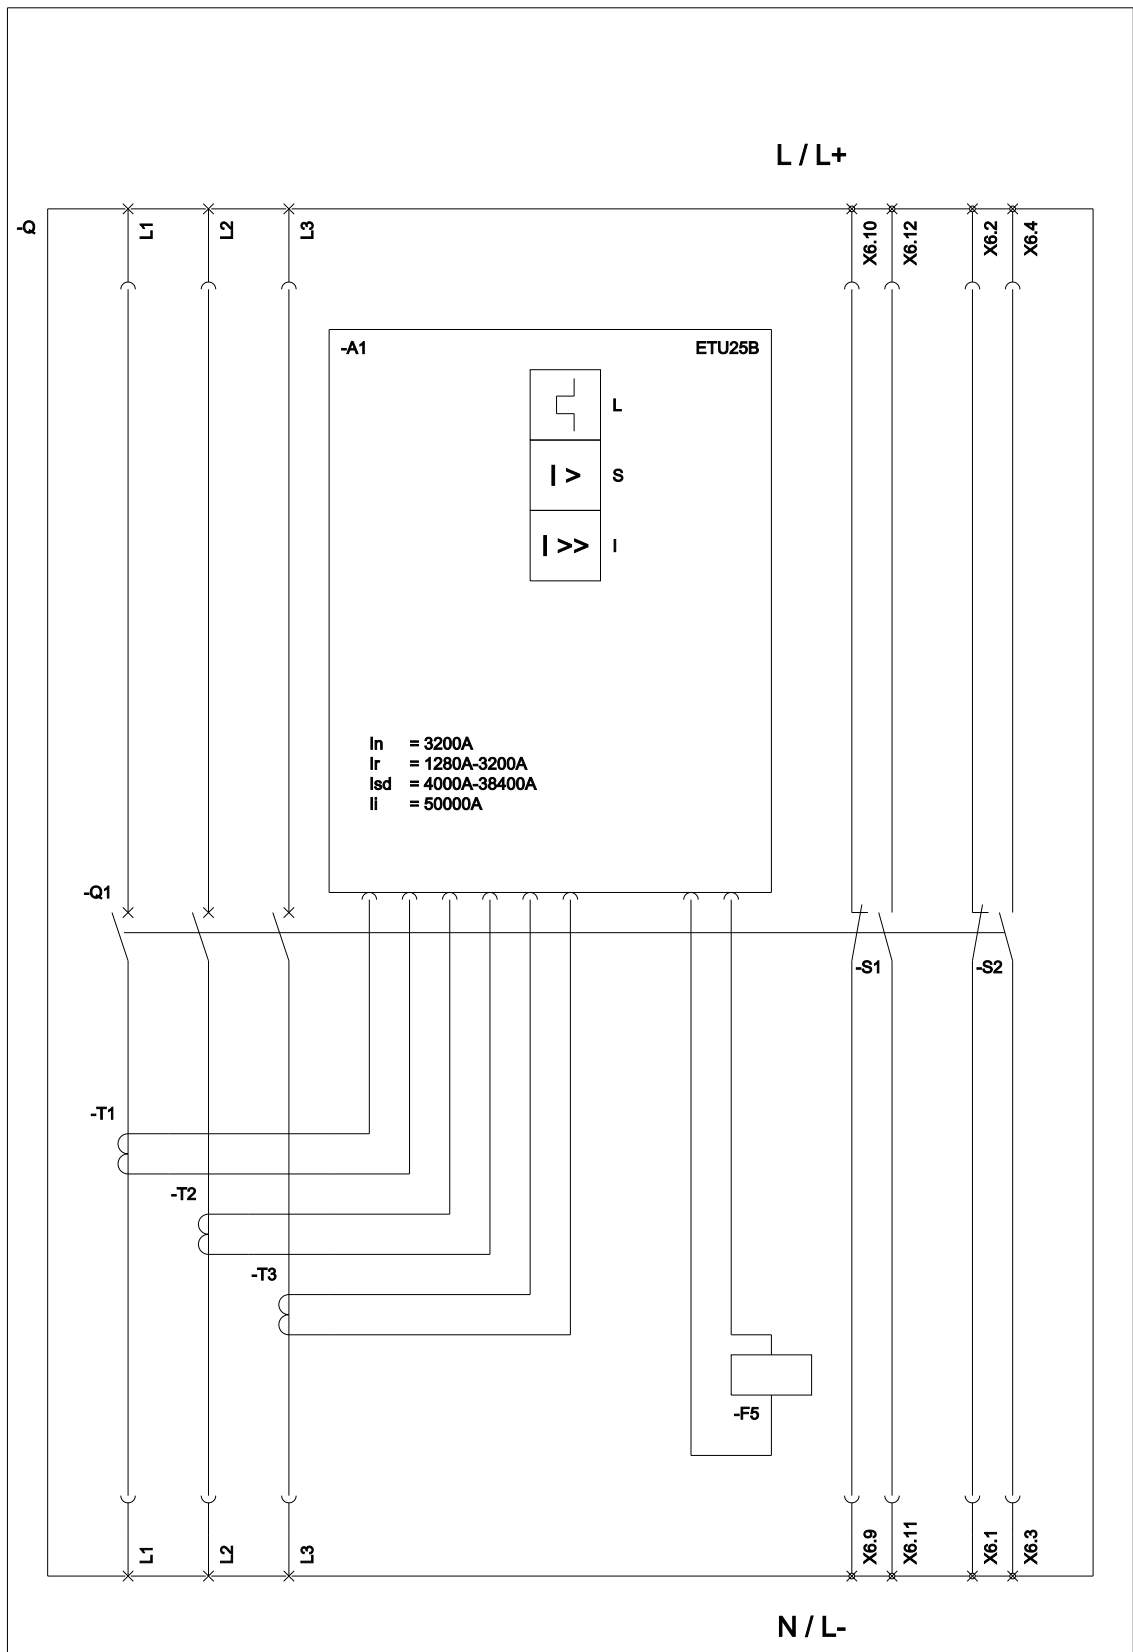 L / L+
-Q
L1
L2
L3
X6.10
X6.12
X6.2
X6.4
-A1
ETU25B
L
I >
S
I >>
I
In = 3200A
Ir = 1280A-3200A
Isd = 4000A-38400A
Ii = 50000A
-Q1
-S1
-S2
-T1
-T2
-T3
-F5
L1
L2
L3
X6.9
X6.11
X6.1
X6.3
N / L-